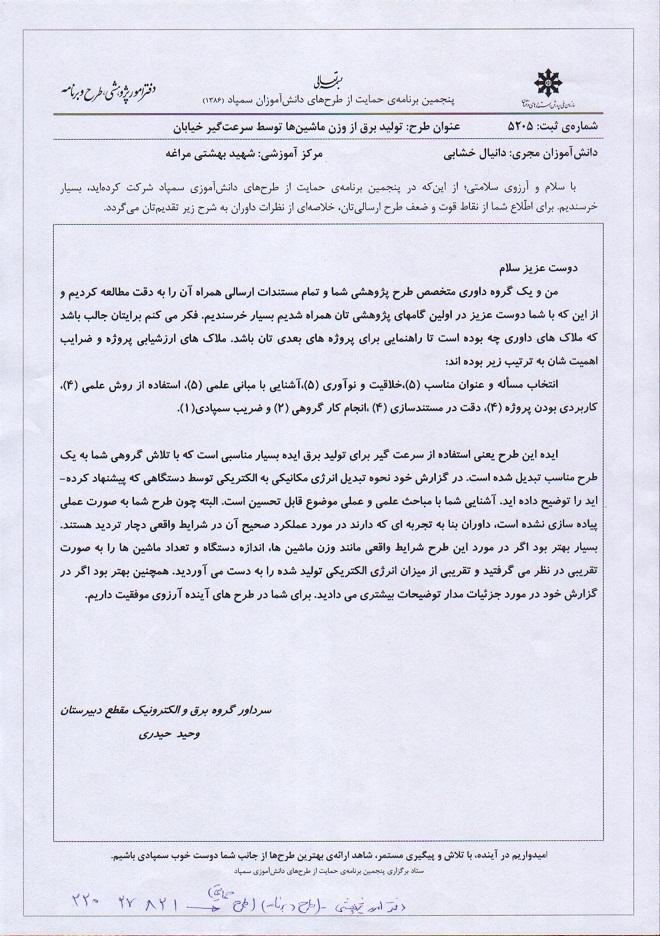 بسمه تعالی
دفتر امور پژوهشی، طرح و برنامه
پنجمین برنامه‌ی حمایت از طرح‌های دانش‌آموزان سمپاد (۱۳۸۶)
شماره‌ی ثبت: ۵۲۰۵ عنوان طرح: تولید برق از وزن ماشین‌ها توسط سرعت‌گیر خیابان
دانش‌آموزان مجری: دانیال خشابی مرکز آموزشی: شهید بهشتی مراغه
با سلام و آرزوی سلامتی؛ از این‌که در پنجمین برنامه‌ی حمایت از طرح‌های دانش‌آموزی سمپاد شرکت کرده‌اید، بسیار
خرسندیم. برای اطّلاع شما از نقاط قوت و ضعف طرح ارسالی‌تان، خلاصه‌ای از نظرات داوران به شرح زیر تقدیم‌تان می‌گردد.
دوست عزیز سلام
من و یک گروه داوری متخصص طرح پژوهشی شما و تمام مستندات ارسالی همراه آن را به دقت مطالعه کردیم و
از این که با شما دوست عزیز در اولین گامهای پژوهشی تان همراه شدیم بسیار خرسندیم. فکر می کنم برایتان جالب باشد
که ملاک های داوری چه بوده است تا راهنمایی برای پروژه های بعدی تان باشد. ملاک های ارزشیابی پروژه و ضرایب
اهمیت شان به ترتیب زیر بوده اند:
انتخاب مسأله و عنوان مناسب (۵)،خلاقیت و نوآوری (۵)،آشنایی با مبانی علمی (۵)، استفاده از روش علمی (۴)،
کاربردی بودن پروژه (۴)، دقت در مستندسازی (۴) ،انجام کار گروهی (۲) و ضریب سمپادی(۱).
ایده این طرح یعنی استفاده از سرعت گیر برای تولید برق ایده بسیار مناسبی است که با تلاش گروهی شما به یک
طرح مناسب تبدیل شده است. در گزارش خود نحوه تبدیل انرژی مکانیکی به الکتریکی توسط دستگاهی که پیشنهاد کرده-
اید را توضیح داده اید. آشنایی شما با مباحث علمی و عملی موضوع قابل تحسین است. البته چون طرح شما به صورت عملی
پیاده سازی نشده است، داوران بنا به تجربه ای که دارند در مورد عملکرد صحیح آن در شرایط واقعی دچار تردید هستند.
بسیار بهتر بود اگر در مورد این طرح شرایط واقعی مانند وزن ماشین ها، اندازه دستگاه و تعداد ماشین ها را به صورت
تقریبی در نظر می گرفتید و تقریبی از میزان انرژی الکتریکی تولید شده را به دست می آوردید. همچنین بهتر بود اگر در
گزارش خود در مورد جزئیات مدار توضیحات بیشتری می دادید. برای شما در طرح های آینده آرزوی موفقیت داریم.
سرداور گروه برق و الکترونیک مقطع دبیرستان
وحید حیدری
امیدواریم در آینده، با تلاش و پیگیری مستمر، شاهد ارائه‌ی بهترین طرح‌ها از جانب شما دوست خوب سمپادی باشیم.
ستاد برگزاری پنجمین برنامه‌ی حمایت از طرح‌های دانش‌آموزی سمپاد
دفتر امور پژوهشی - (طرح و برنامه) ۲۲۰ ۲۷ ۸۲۱